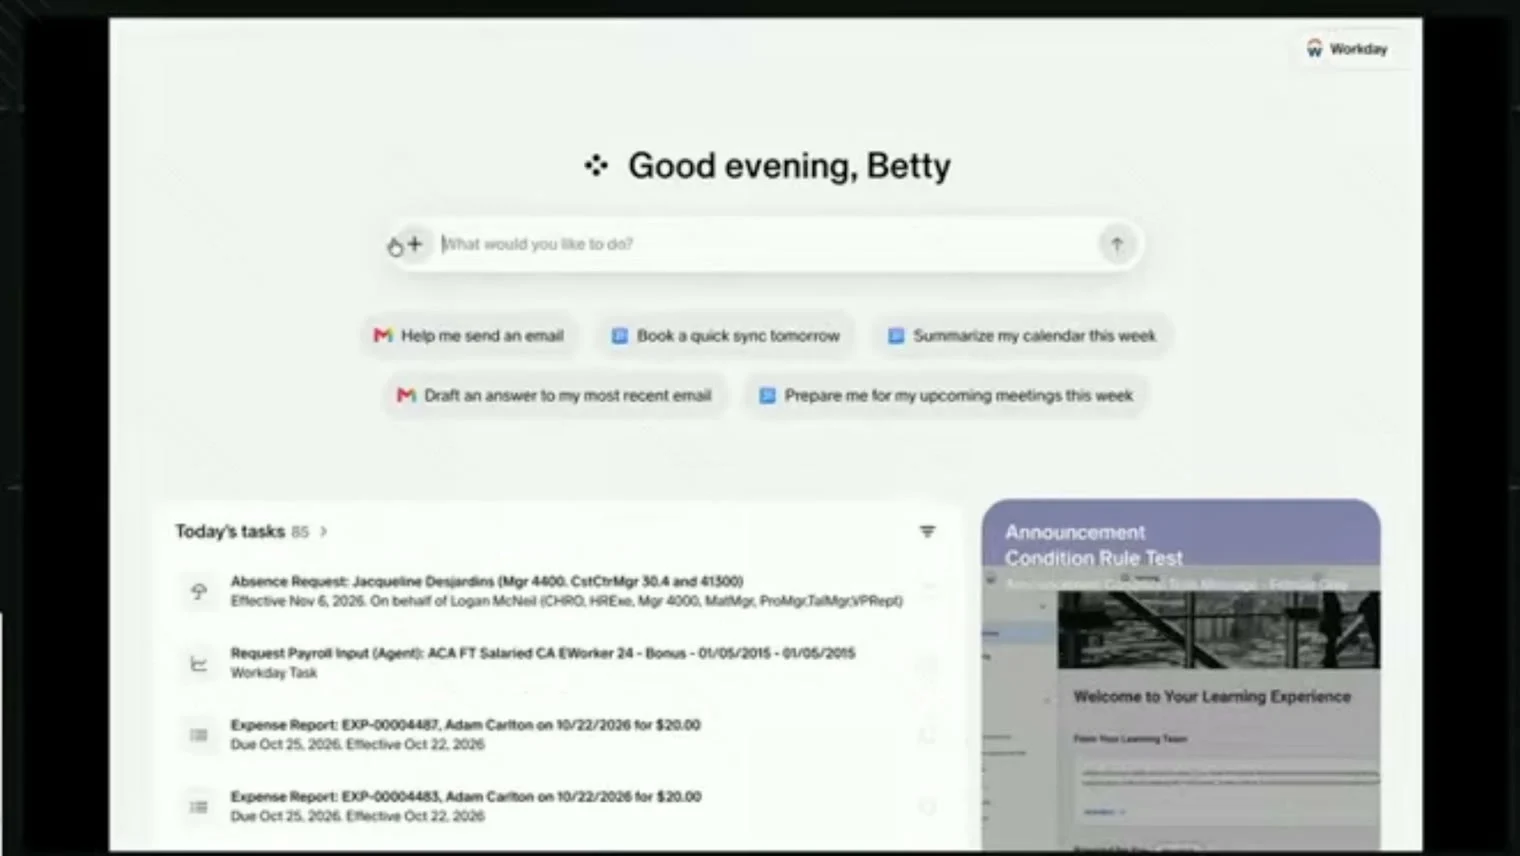 Workday
Good evening, Betty
What would you like to do?
Help me send an email
Book a quick sync tomorrow
Summarize my calendar this week
Draft an answer to my most recent email
Prepare me for my upcoming meetings this week
Today's tasks 85
Absence Request: Jacqueline Desjardins (Mgr 4400. CstCtrMgr 30.4 and 41300)
Effective Nov 6, 2026. On behalf of Logan McNeil (CHRO, HRExe, Mgr 4000, MatMgr, ProMgr,TalMgr,VPRept)
Request Payroll Input (Agent): ACA FT Salaried CA EWorker 24 - Bonus - 01/05/2015 - 01/05/2015
Workday Task
Expense Report: EXP-00004487, Adam Carlton on 10/22/2026 for $20.00
Due Oct 25, 2026. Effective Oct 22, 2026
Expense Report: EXP-00004483, Adam Carlton on 10/22/2026 for $20.00
Due Oct 25, 2026. Effective Oct 22, 2026
Announcement
Condition Rule Test
Welcome to Your Learning Experience
From Your Learning Team